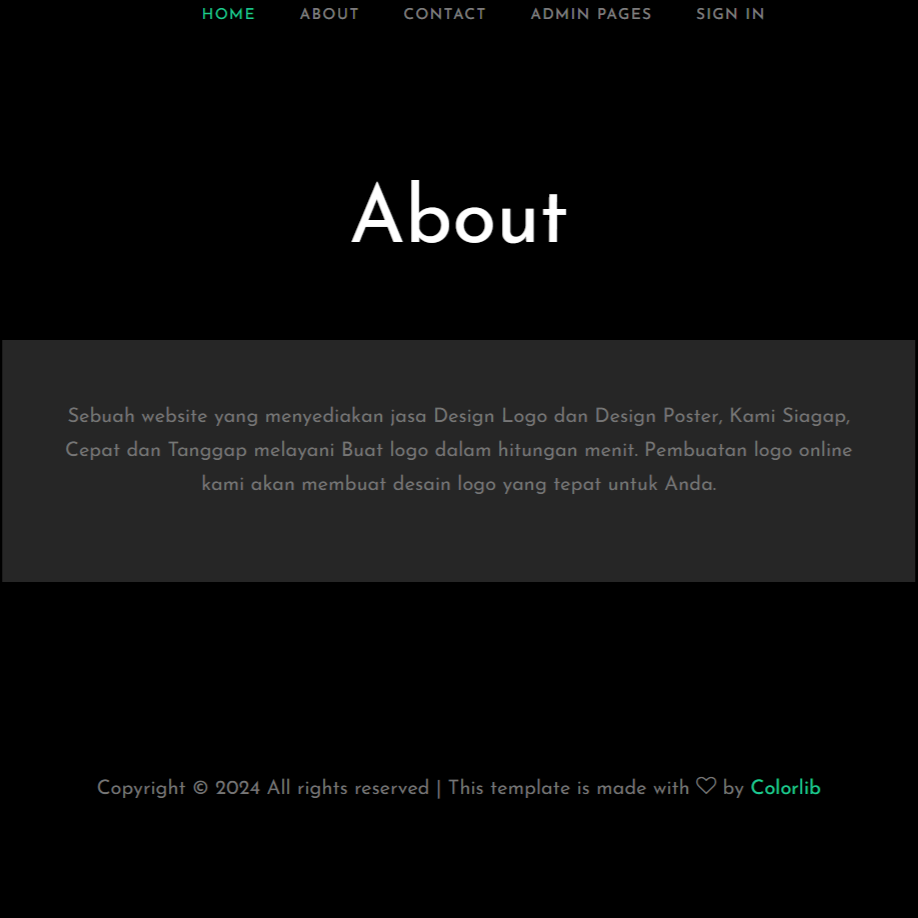 HOME ABOUT CONTACT ADMIN PAGES SIGN IN
About
Sebuah website yang menyediakan jasa Design Logo dan Design Poster, Kami Siagap,
Cepat dan Tanggap melayani Buat logo dalam hitungan menit. Pembuatan logo online
kami akan membuat desain logo yang tepat untuk Anda.
Copyright © 2024 All rights reserved | This template is made with ♡ by Colorlib